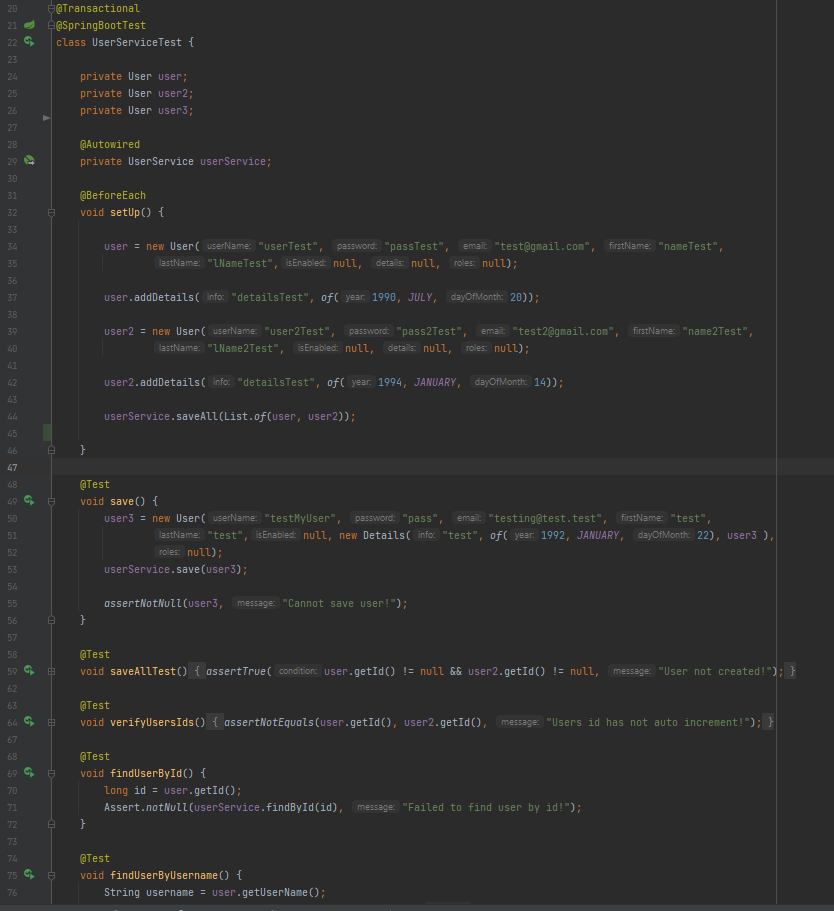 20 @Transactional
21 @SpringBootTest
22 class UserServiceTest {
23
24 private User user;
25 private User user2;
26 private User user3;
27
28 @Autowired
29 private UserService userService;
30
31 @BeforeEach
32 void setUp() {
33
34 user = new User( userName: "userTest", password: "passTest", email: "test@gmail.com", firstName: "nameTest",
35 lastName: "lNameTest", isEnabled: null, details: null, roles: null);
36
37 user.addDetails( info: "detailsTest", of( year: 1990, JULY, dayOfMonth: 20));
38
39 user2 = new User( userName: "user2Test", password: "pass2Test", email: "test2@gmail.com", firstName: "name2Test",
40 lastName: "lName2Test", isEnabled: null, details: null, roles: null);
41
42 user2.addDetails( info: "detailsTest", of( year: 1994, JANUARY, dayOfMonth: 14));
43
44 userService.saveAll(List.of(user, user2));
45
46 }
47
48 @Test
49 void save() {
50 user3 = new User( userName: "testMyUser", password: "pass", email: "testing@test.test", firstName: "test",
51 lastName: "test", isEnabled: null, new Details( info: "test", of( year: 1992, JANUARY, dayOfMonth: 22), user3 ),
52 roles: null);
53 userService.save(user3);
54
55 assertNotNull(user3, message: "Cannot save user!");
56 }
57
58 @Test
59 void saveAllTest() { assertTrue( condition: user.getId() != null && user2.getId() != null, message: "User not created!"); }
62
63 @Test
64 void verifyUsersIds() { assertNotEquals(user.getId(), user2.getId(), message: "Users id has not auto increment!"); }
67
68 @Test
69 void findUserById() {
70 long id = user.getId();
71 Assert.notNull(userService.findById(id), message: "Failed to find user by id!");
72 }
73
74 @Test
75 void findUserByUsername() {
76 String username = user.getUserName();